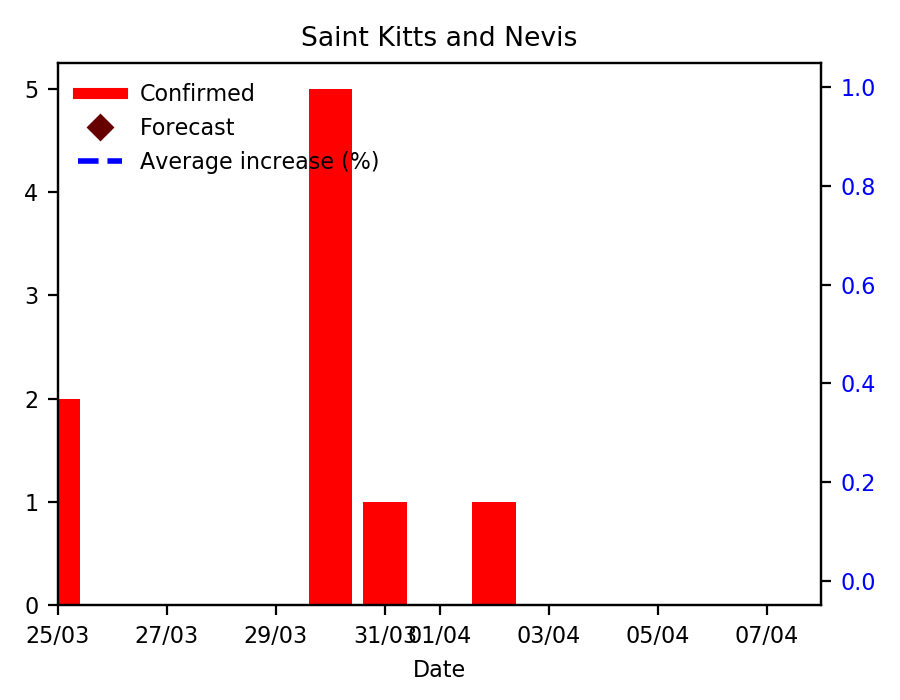 Saint Kitts and Nevis
Confirmed
Forecast
Average increase (%)
5
4
3
2
1
0
1.0
0.8
0.6
0.4
0.2
0.0
25/03 27/03 29/03 31/03 01/04 03/04 05/04 07/04
Date